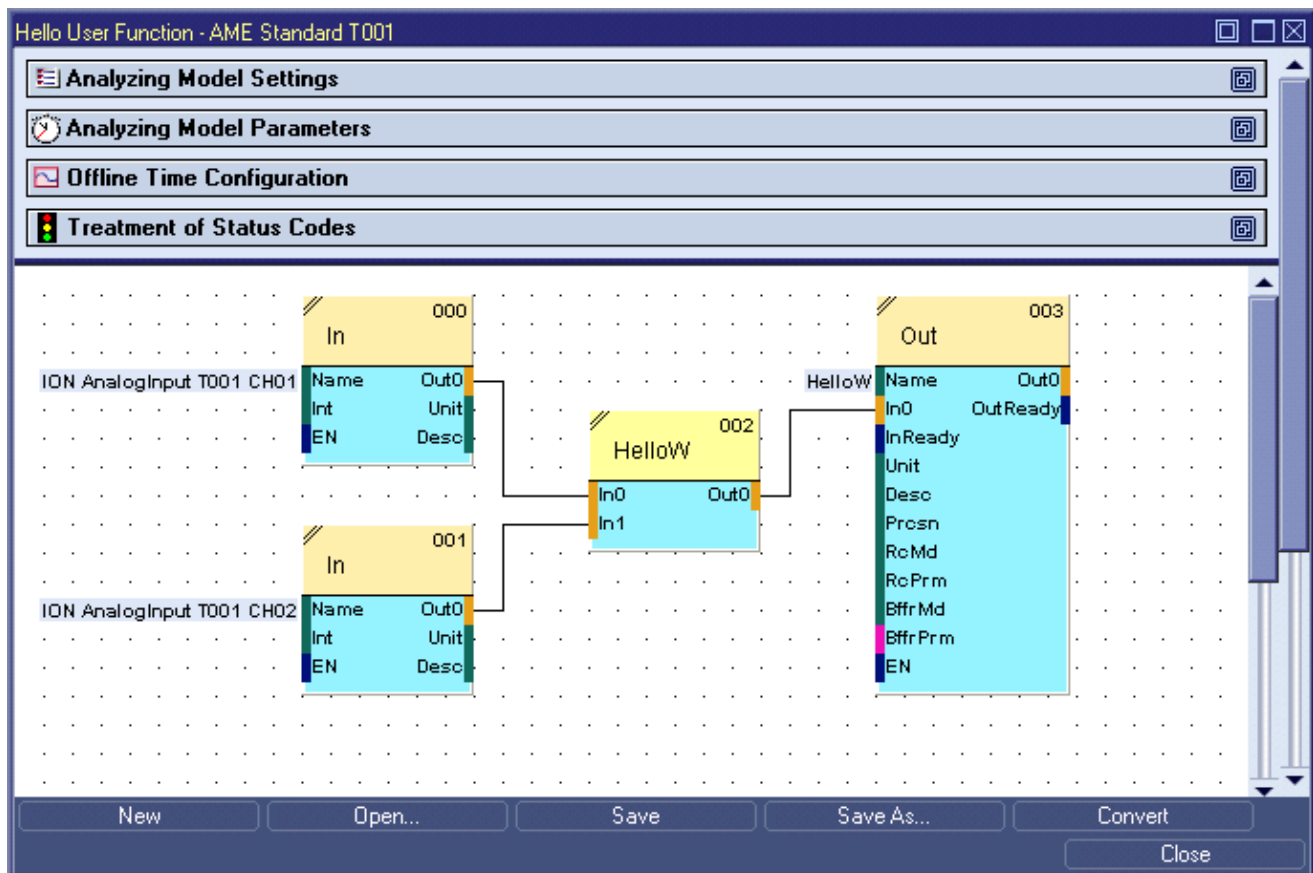 Hello User Function - AME Standard T001
Analyzing Model Settings
Analyzing Model Parameters
Offline Time Configuration
Treatment of Status Codes
000
In
ION AnalogInput T001 CH01
Name Out0
Int Unit
EN Desc
001
In
ION AnalogInput T001 CH02
Name Out0
Int Unit
EN Desc
002
HelloW
In0 Out0
In1
003
Out
HelloW
Name Out0
In0 OutReady
InReady
Unit
Desc
Prcsn
RcMd
RcPrm
BffrMd
BffrPrm
EN
New Open... Save Save As... Convert
Close